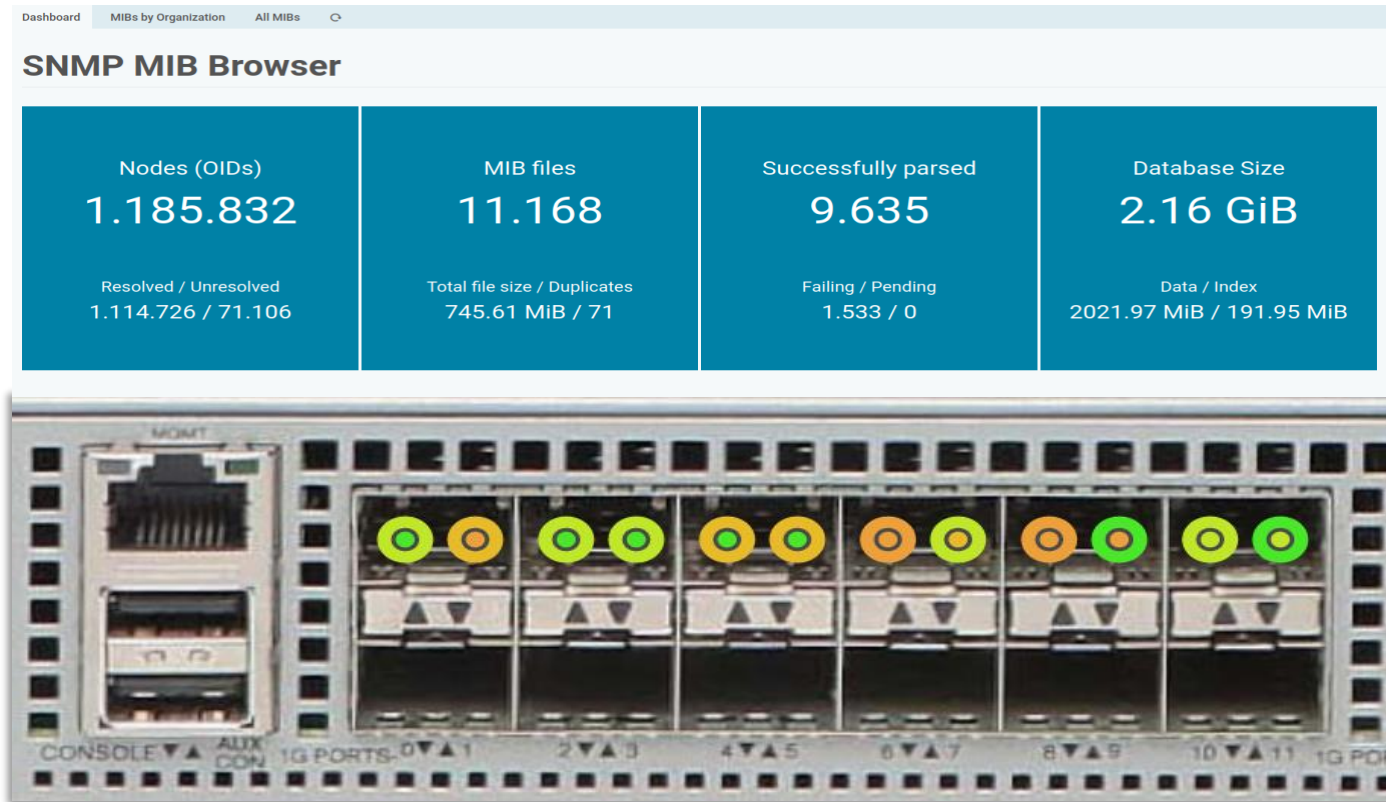 Dashboard MIBs by Organization All MIBs
SNMP MIB Browser
Nodes (OIDs)
1.185.832
Resolved / Unresolved
1.114.726 / 71.106
MIB files
11.168
Total file size / Duplicates
745.61 MiB / 71
Successfully parsed
9.635
Failing / Pending
1.533 / 0
Database Size
2.16 GiB
Data / Index
2021.97 MiB / 191.95 MiB
MGMT
CONSOLE ▼▲ AUX CON 1G PORTS- 0▼▲1 2▼▲3 4▼▲5 6▼▲7 8▼▲9 10▼▲11 1G POR